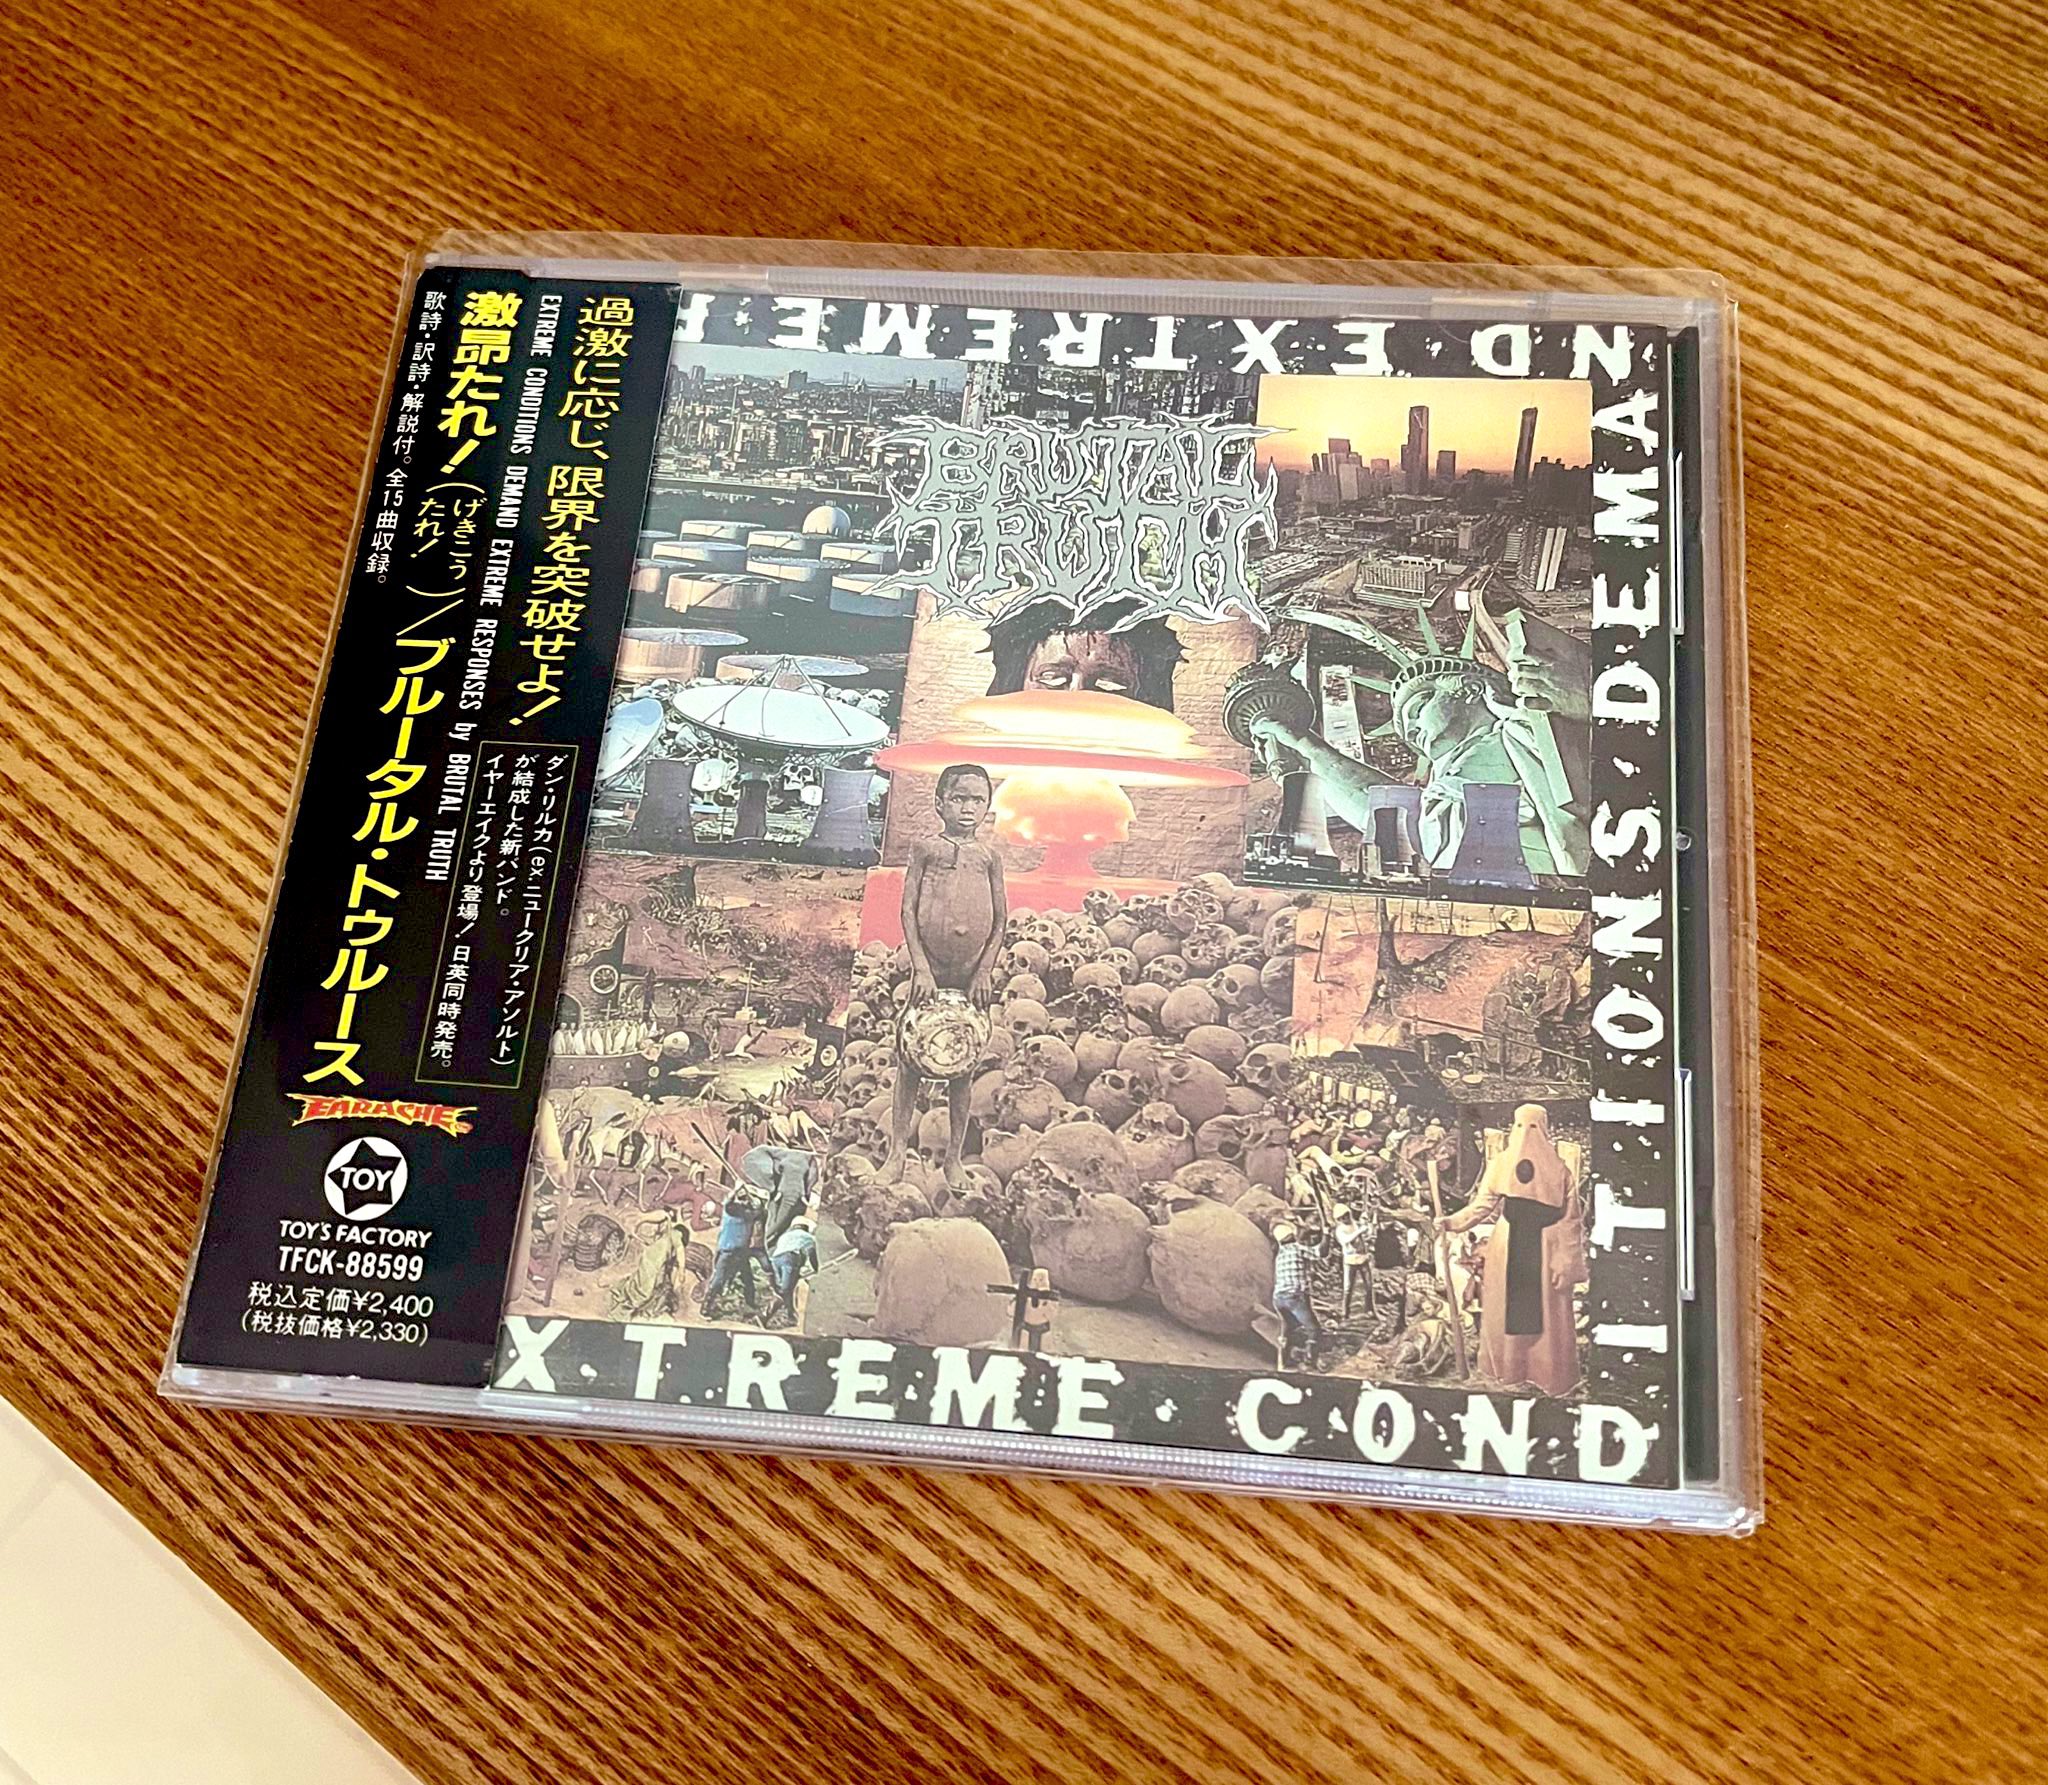 過激に応じ、限界を突破せよ!
EXTREME CONDITIONS DEMAND EXTREME RESPONSES by BRUTAL TRUTH
激昂たれ!(げきこうたれ!)/ブルータル・トゥルース
歌詩・訳詩・解説付。全15曲収録。
ダン・リルカ(ex.ニュークリア・アソルト)
が結成した新バンド。
イヤーエイクより登場! 日英同時発売。
EARACHE
TOY
TOY'S FACTORY
TFCK-88599
税込定価¥2,400
(税抜価格¥2,330)
BRUTAL
TRUTH
XTREME·CONDITIONS·DEMAND EXTREME